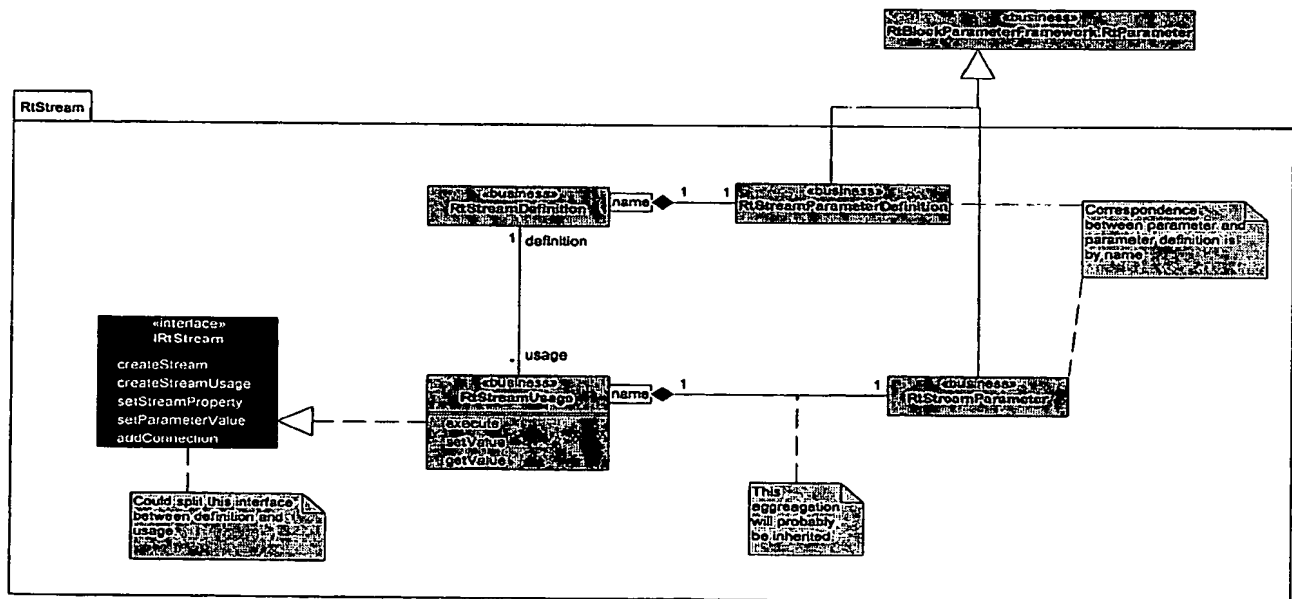 «business»
RtBlockParameterFramework.RtParameter
RtStream
«business»
RtStreamDefinition
name
1
1
«business»
RtStreamParameterDefinition
Correspondence
between parameter and
parameter definition is
by name
1
definition
«interface»
IRtStream
createStream
createStreamUsage
setStreamProperty
setParameterValue
addConnection
usage
«business»
RtStreamUsage
execute
setValue
getValue
name
1
1
«business»
RtStreamParameter
Could split this interface
between definition and
usage
This
aggreagation
will probably
be inherited